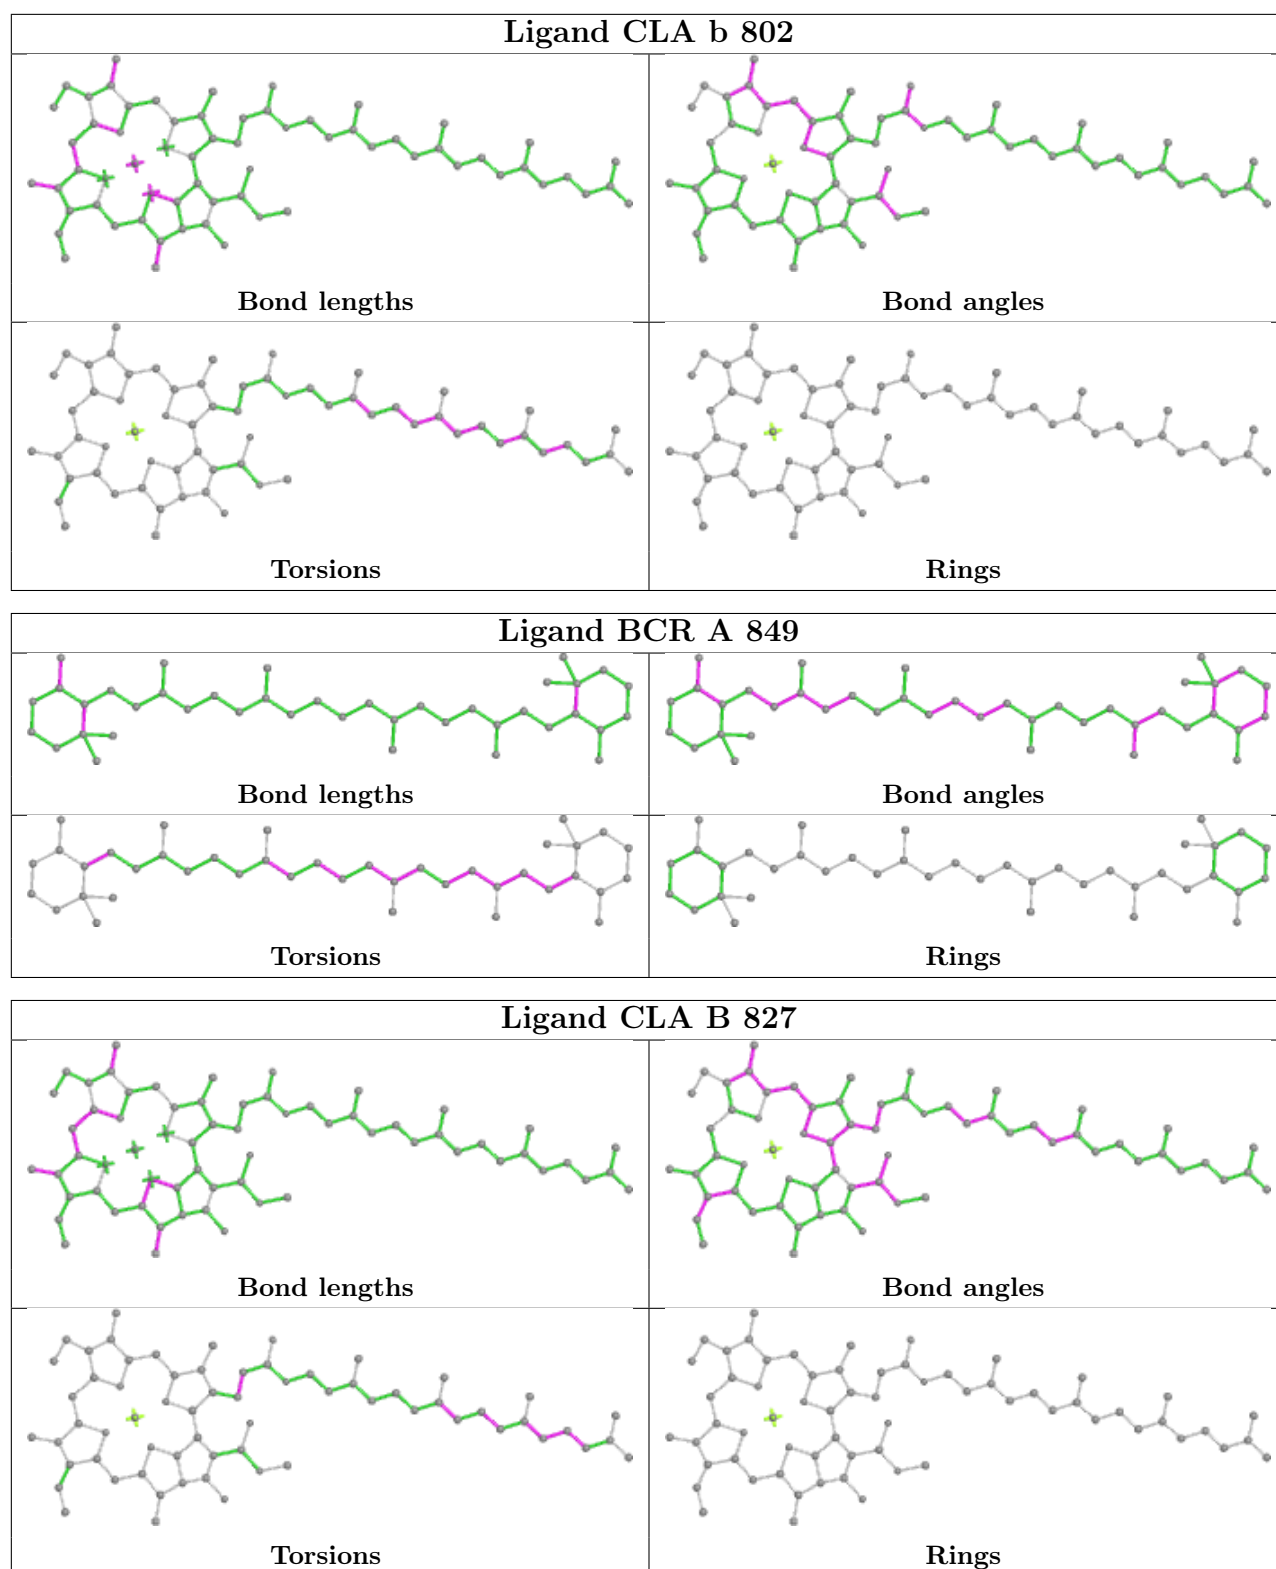 Ligand CLA b 802
Bond lengths
Bond angles
Torsions
Rings
Ligand BCR A 849
Bond lengths
Bond angles
Torsions
Rings
Ligand CLA B 827
Bond lengths
Bond angles
Torsions
Rings